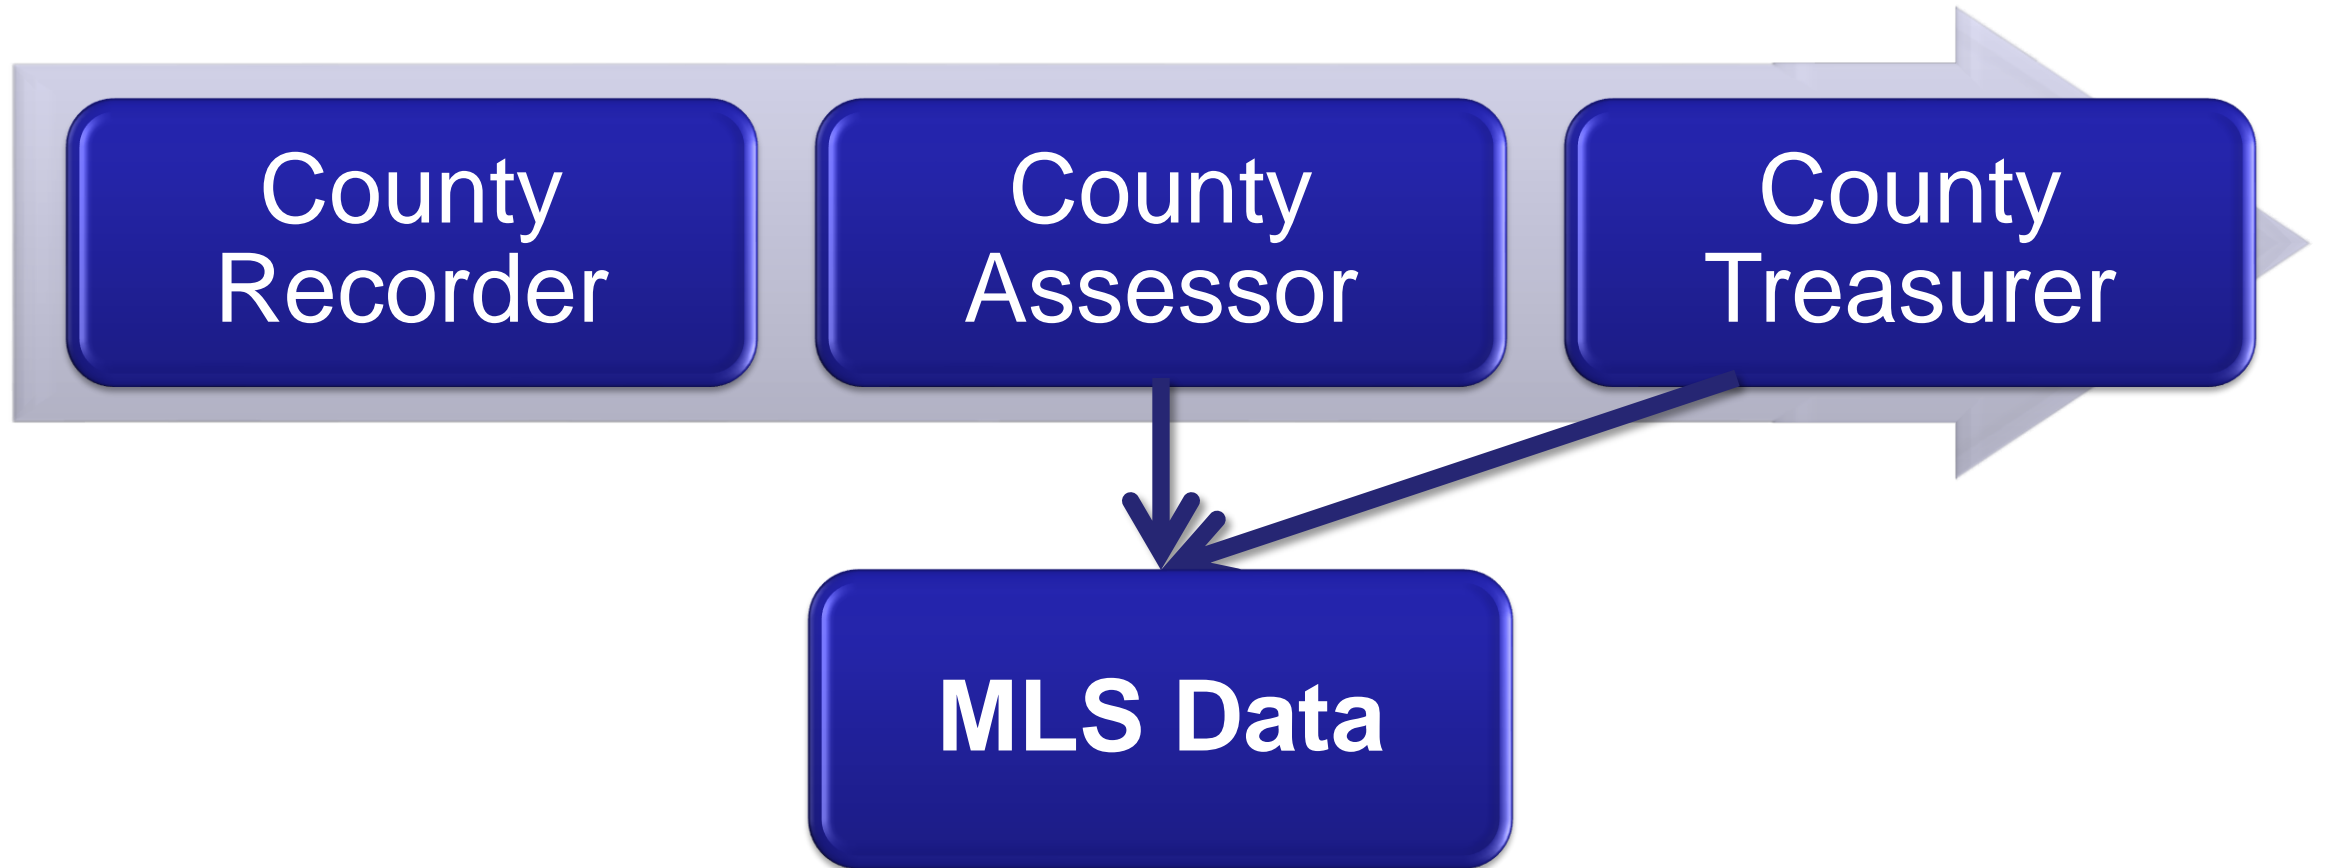 County
Recorder
County
Assessor
County
Treasurer
MLS Data